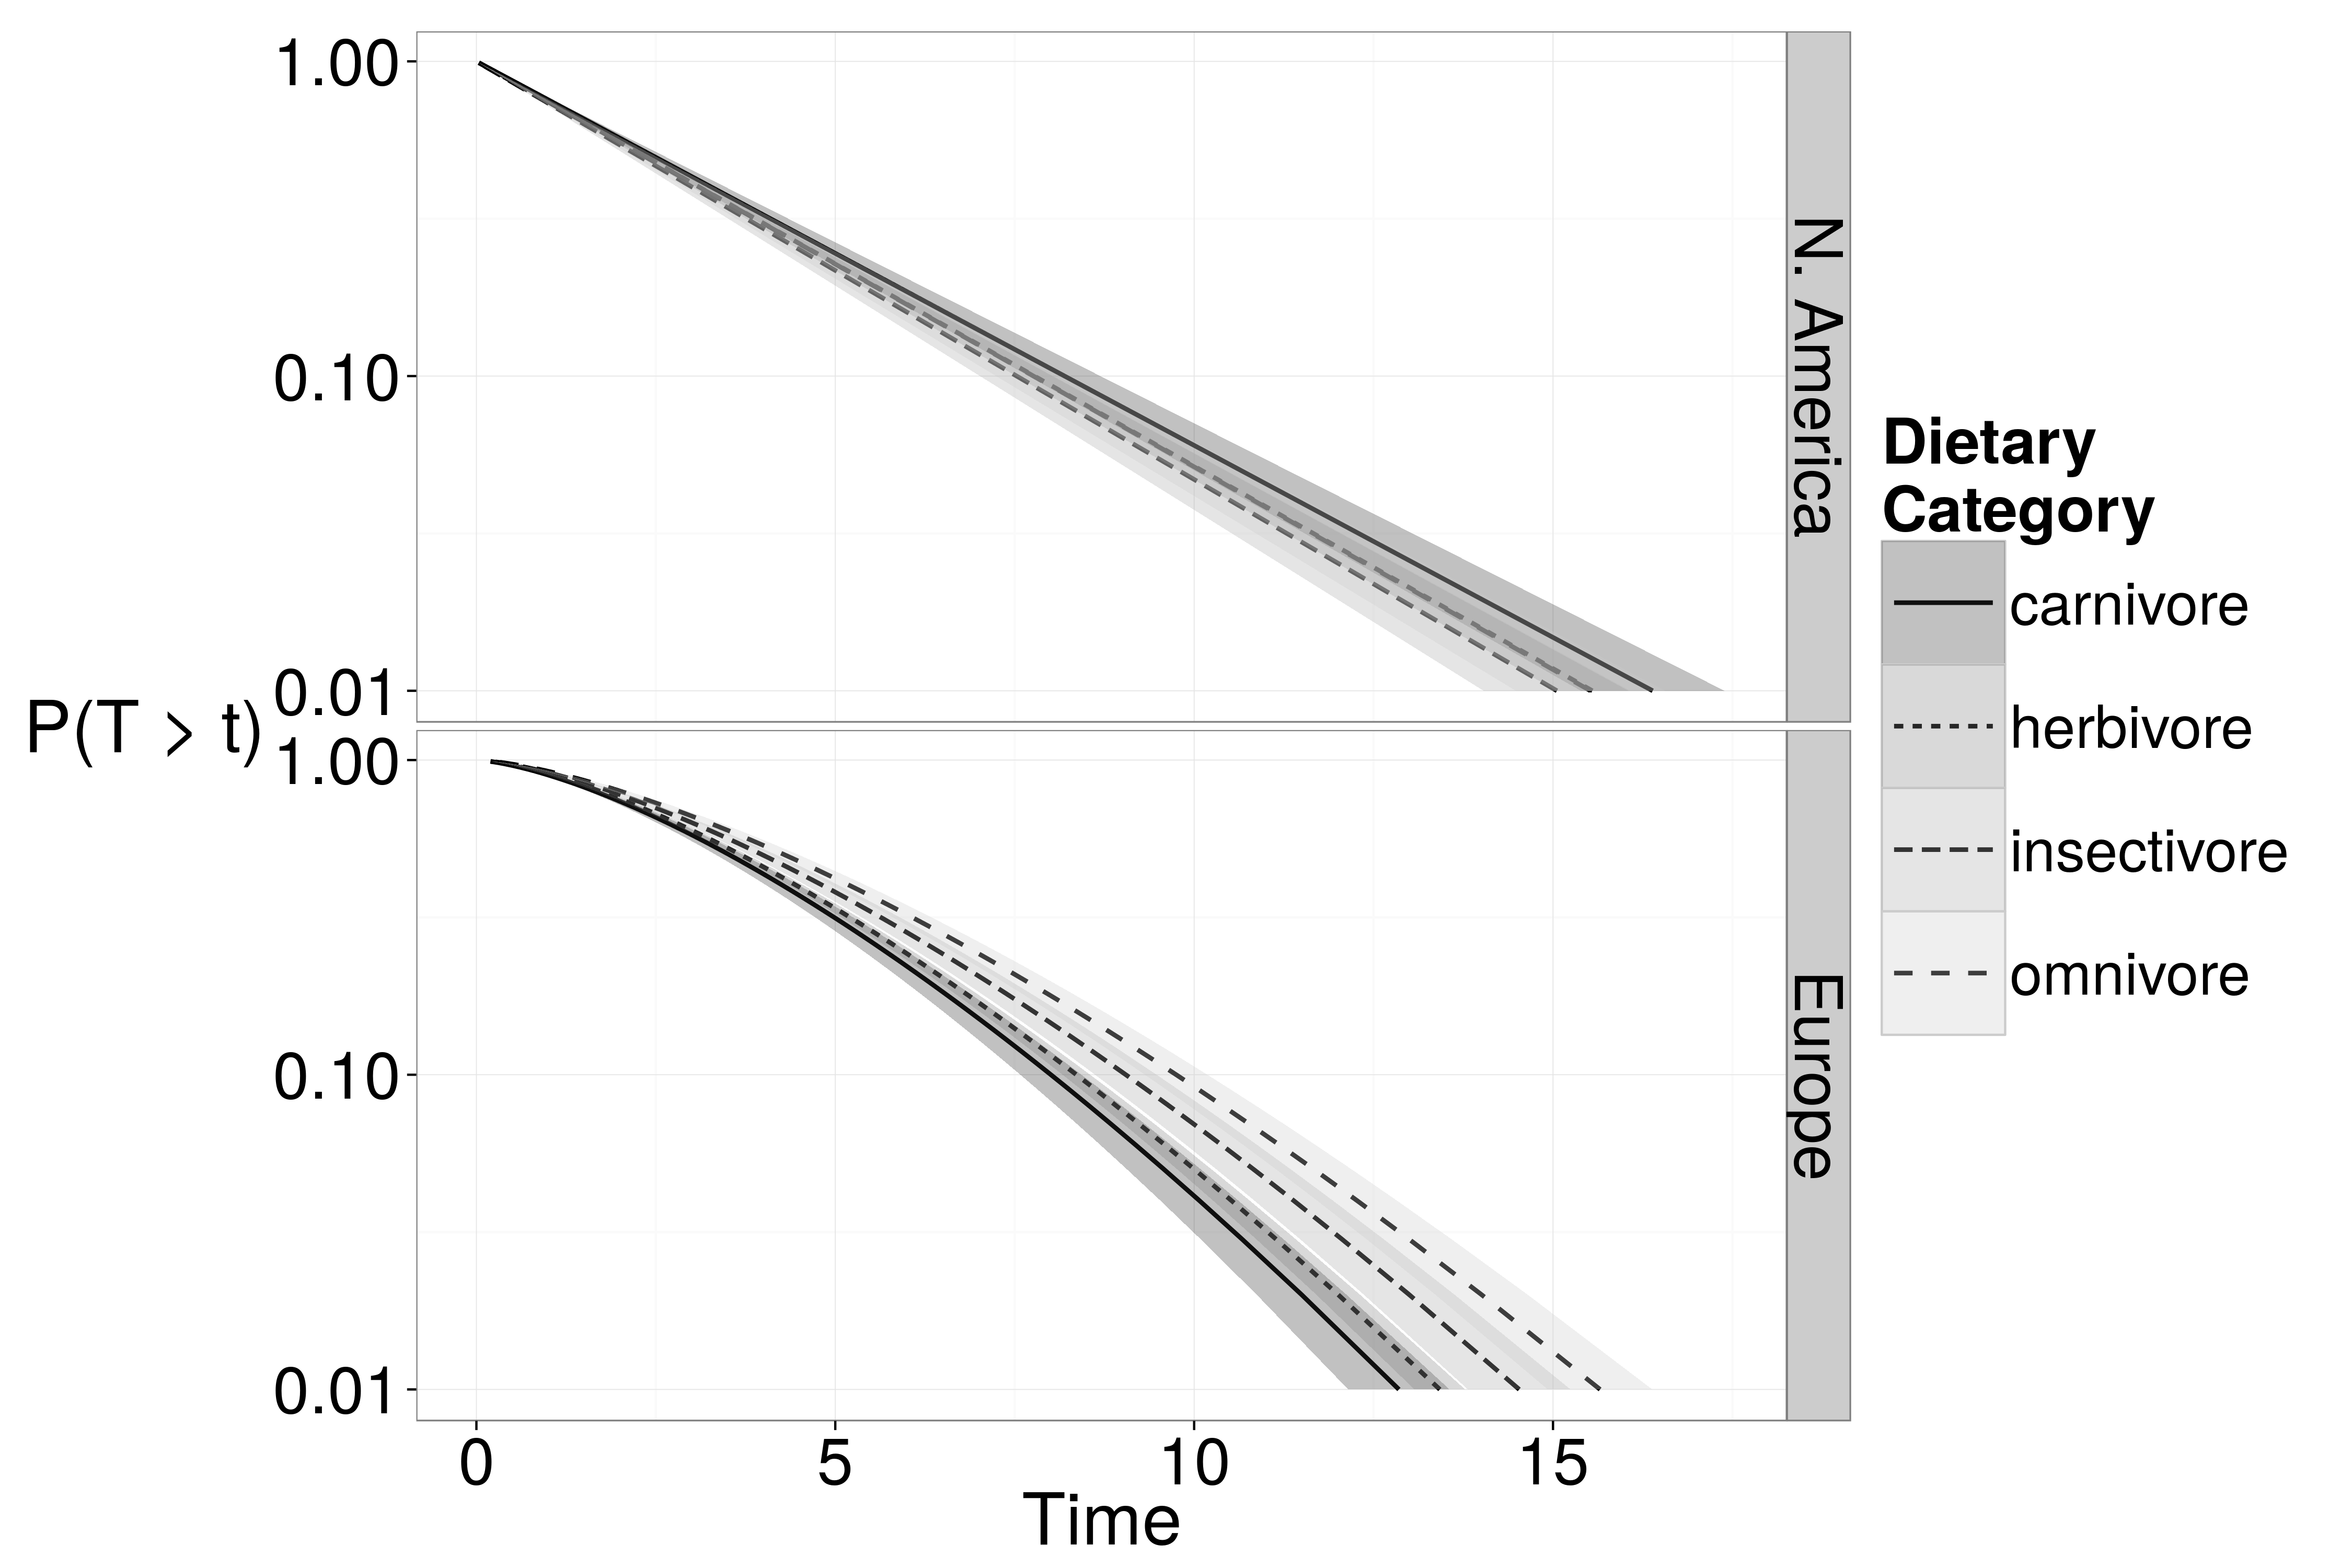 P(T > t)
1.00
0.10
0.01
N. America
1.00
0.10
0.01
Europe
0
5
10
15
Time
Dietary
Category
carnivore
herbivore
insectivore
omnivore